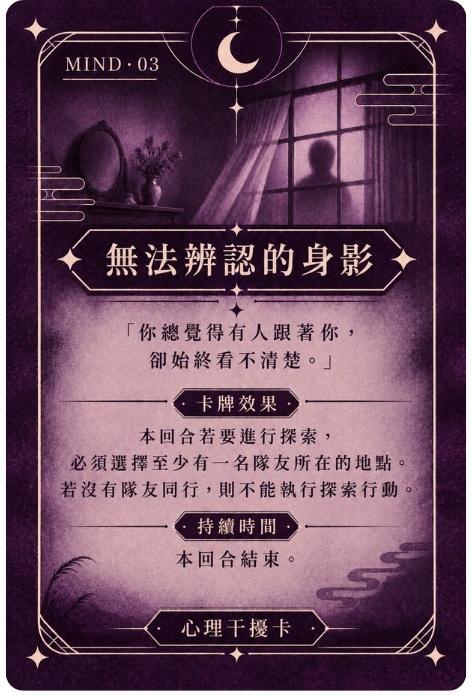 MIND·03
無法辨認的身影
「你總覺得有人跟著你，
卻始終看不清楚。」
·卡牌效果·
本回合若要進行探索，
必須選擇至少有一名隊友所在的地點。
若沒有隊友同行，則不能執行探索行動。
·持續時間·
本回合結束。
·心理干擾卡·